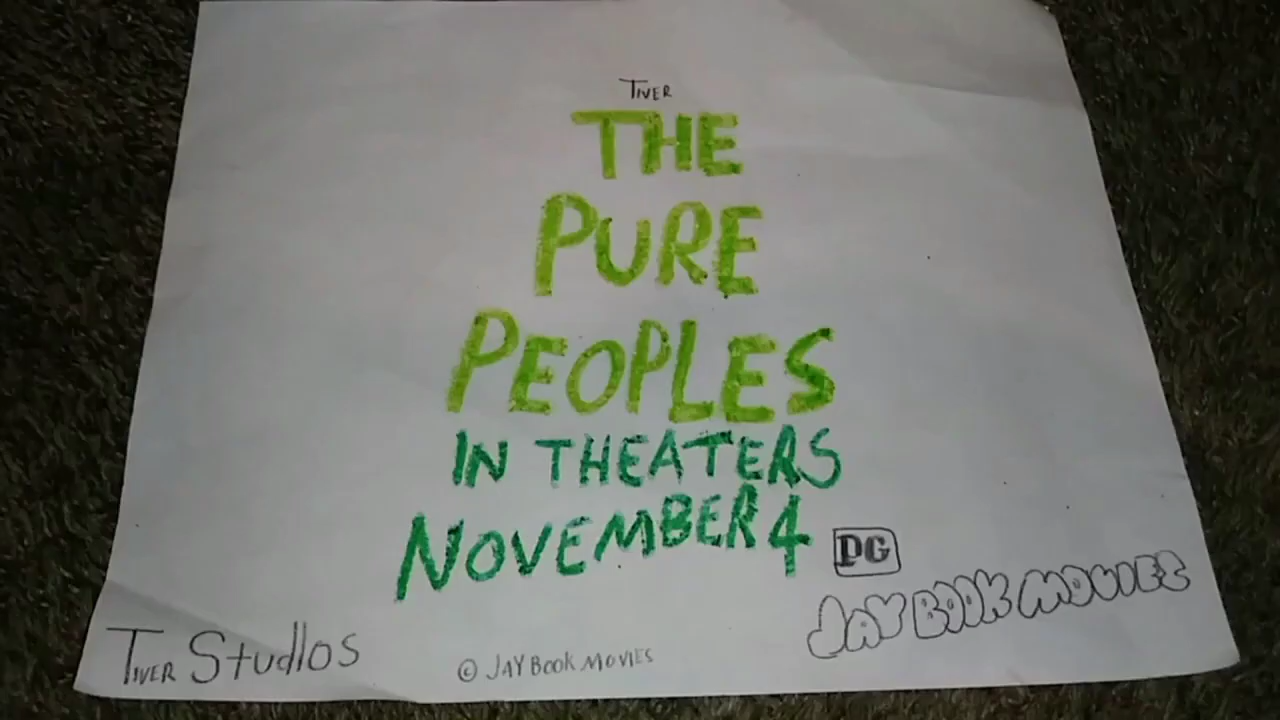 TIVER
THE
PURE
PEOPLES
IN THEATERS
NOVEMBER 4
PG
JAY BOOK MOVIES
TIVER StudIos
© JAY BOOK MOVIES